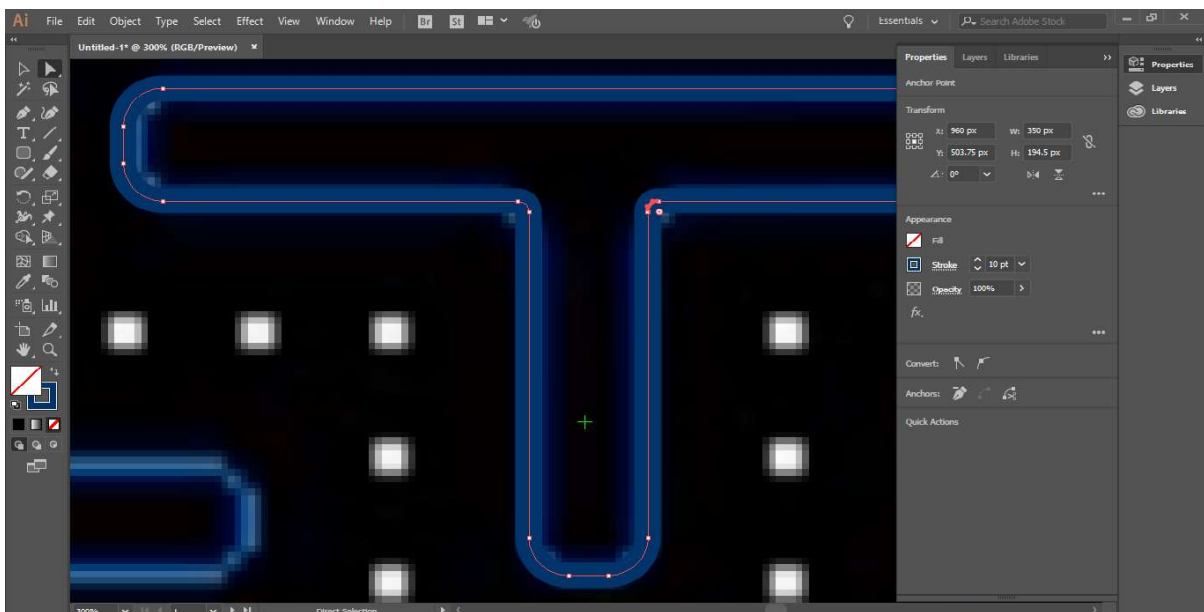 Ai File Edit Object Type Select Effect View Window Help Br St Essentials Search Adobe Stock
Untitled-1* @ 300% (RGB/Preview) ×
Properties Layers Libraries
Anchor Point
Transform
X: 960 px W: 350 px
Y: 503.75 px H: 194.5 px
0°
Appearance
Fill
Stroke 10 pt
Opacity 100%
fx.
Convert:
Anchors:
Quick Actions
Properties
Layers
Libraries
300% 1 Direct Selection